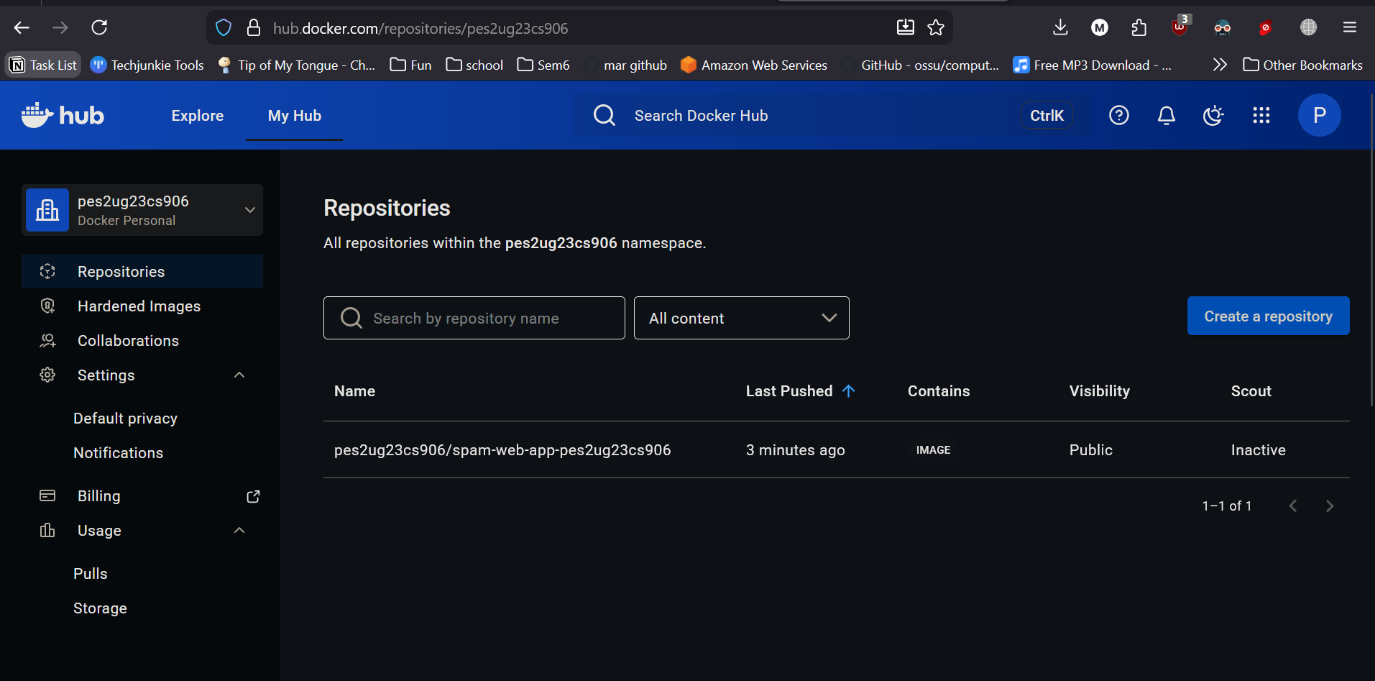 hub.docker.com/repositories/pes2ug23cs906
M
3
Task List
Techjunkie Tools
Tip of My Tongue - Ch...
Fun
school
Sem6
mar github
Amazon Web Services
GitHub - ossu/comput...
Free MP3 Download - ...
Other Bookmarks
hub
Explore
My Hub
Search Docker Hub
CtrlK
P
pes2ug23cs906
Docker Personal
Repositories
Hardened Images
Collaborations
Settings
Default privacy
Notifications
Billing
Usage
Pulls
Storage
Repositories
All repositories within the pes2ug23cs906 namespace.
Search by repository name
All content
Create a repository
Name Last Pushed Contains Visibility Scout
pes2ug23cs906/spam-web-app-pes2ug23cs906 3 minutes ago IMAGE Public Inactive
1–1 of 1